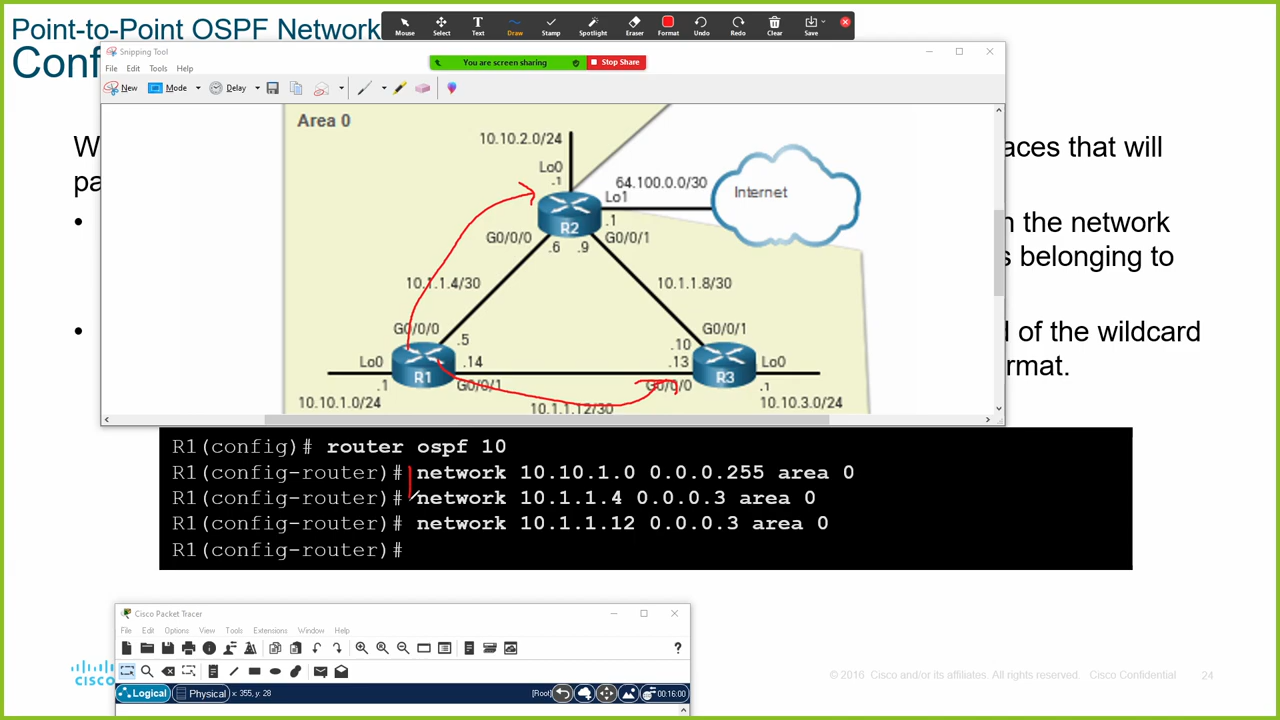 Point-to-Point OSPF Network
Conf
Mouse Select Text Draw Stamp Spotlight Eraser Format Undo Redo Clear Save
Snipping Tool
You are screen sharing Stop Share
File Edit Tools Help
New Mode Delay
Area 0
10.10.2.0/24
Lo0
.1
64.100.0.0/30
Internet
Lo1
.1
R2
G0/0/0 G0/0/1
.6 .9
10.1.1.4/30 10.1.1.8/30
G0/0/0 G0/0/1
.5 .10
Lo0 .14 .13 Lo0
R1 R3
.1 G0/0/1 G0/0/0 .1
10.10.1.0/24 10.1.1.12/30 10.10.3.0/24
W aces that will
pa
• n the network
s belonging to
• d of the wildcard
rmat.
R1(config)# router ospf 10
R1(config-router)# network 10.10.1.0 0.0.0.255 area 0
R1(config-router)# network 10.1.1.4 0.0.0.3 area 0
R1(config-router)# network 10.1.1.12 0.0.0.3 area 0
R1(config-router)#
Cisco Packet Tracer
File Edit Options View Tools Extensions Window Help
?
Logical Physical x: 355, y: 28 [Root] 00:16:00
CISCO
© 2016 Cisco and/or its affiliates. All rights reserved. Cisco Confidential 24